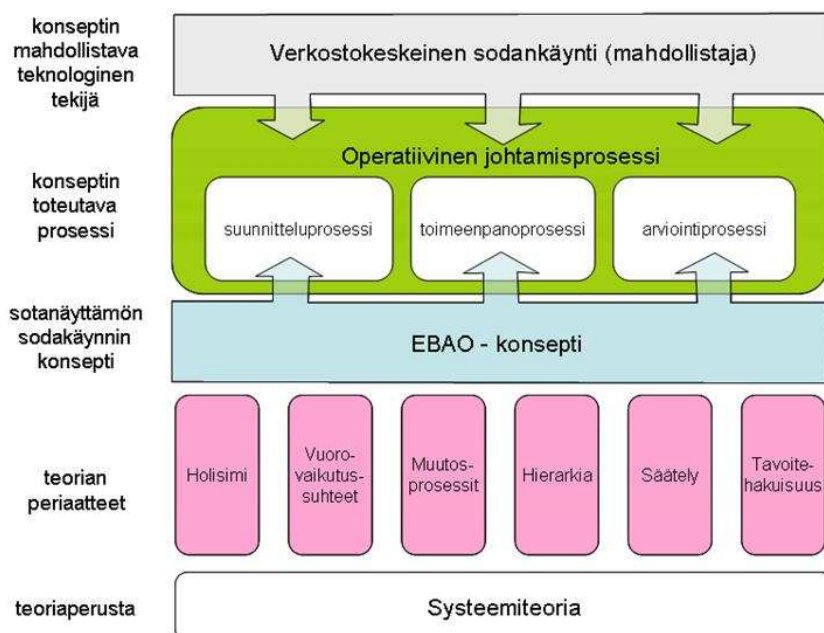 konseptin
mahdollistava
teknologinen
tekijä
Verkostokeskeinen sodankäynti (mahdollistaja)
Operatiivinen johtamisprosessi
konseptin
toteutava
prosessi
suunnitteluprosessi
toimeenpanoprosessi
arviointiprosessi
sotanäyttämön
sodakäynnin
konsepti
EBAO - konsepti
teorian
periaatteet
Holisimi
Vuoro-
vaikutus-
suhteet
Muutos-
prosessit
Hierarkia
Säätely
Tavoite-
hakuisuus
teoriaperusta
Systeemiteoria